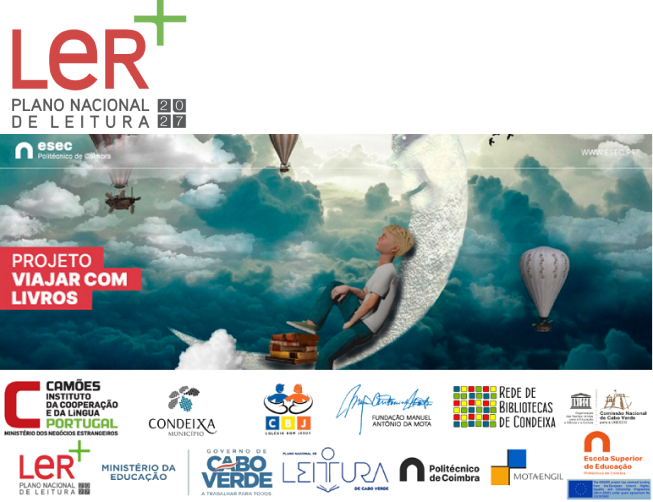 LeR+
PLANO NACIONAL
DE LEITURA 20 27
esec
Politécnico de Coimbra
WWW.ESEC.PT
PROJETO
VIAJAR COM
LIVROS
CAMÕES
INSTITUTO
DA COOPERAÇÃO
E DA LÍNGUA
PORTUGAL
MINISTÉRIO DOS NEGÓCIOS ESTRANGEIROS
CONDEIXA
MUNICÍPIO
CBJ
COLÉGIO BOM JESUS
FUNDAÇÃO MANUEL
ANTÓNIO DA MOTA
REDE DE
BIBLIOTECAS
DE CONDEIXA
UNESCO
Comissão Nacional
de Cabo Verde
para a UNESCO
LeR+
PLANO NACIONAL
DE LEITURA 20 27
MINISTÉRIO DA
EDUCAÇÃO
GOVERNO DE
CABO
VERDE
A TRABALHAR PARA TODOS
PLANO NACIONAL DE
LEITURA
DE CABO VERDE
Politécnico
de Coimbra
MOTAENGIL
Escola Superior
de Educação
Politécnico de Coimbra